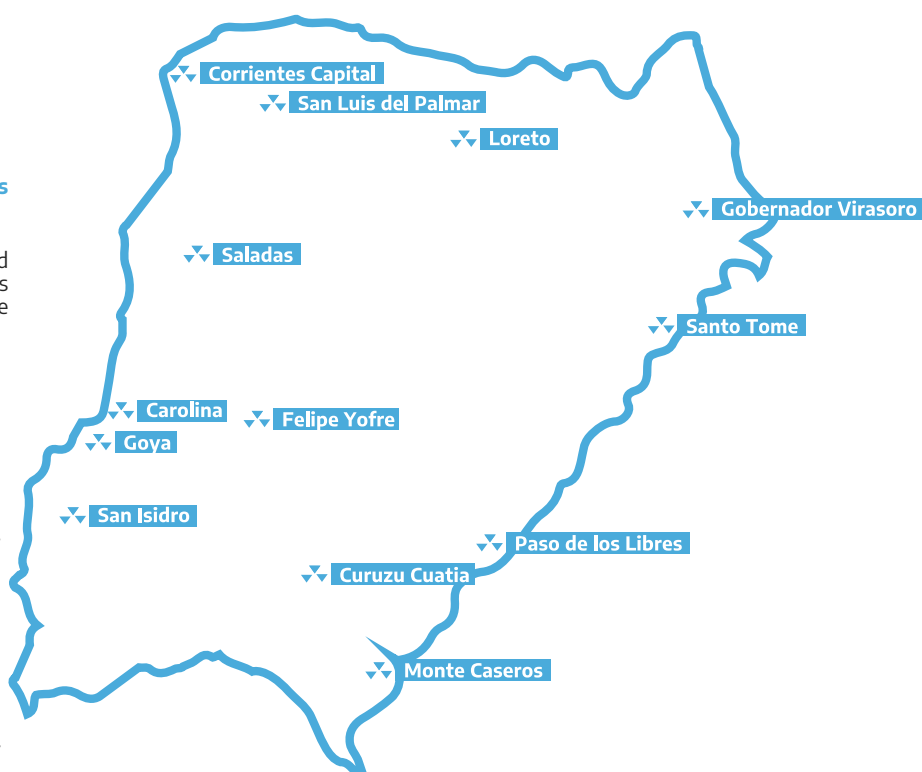 Corrientes Capital
San Luis del Palmar
Loreto
s
Gobernador Virasoro
Saladas
d
s
e
Santo Tome
Carolina
Felipe Yofre
Goya
San Isidro
Paso de los Libres
Curuzu Cuatia
Monte Caseros